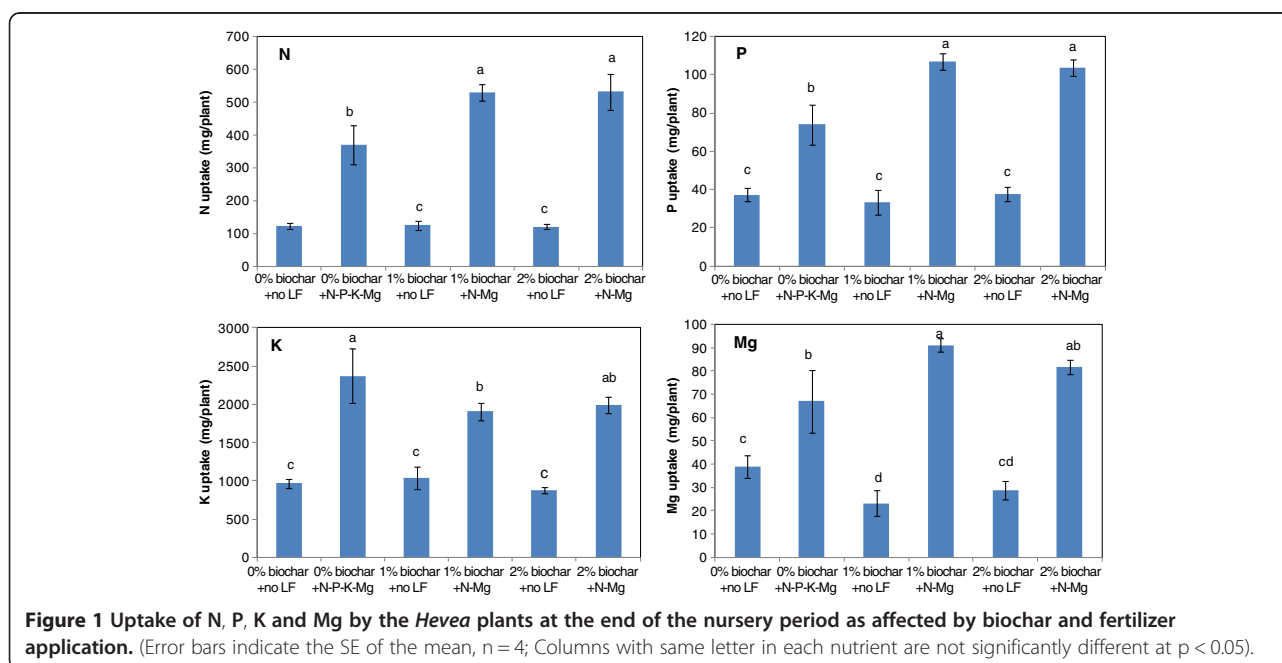 N
N uptake (mg/plant)
700
600
500
400
300
200
100
0
b
c
a
c
a
0% biochar 0% biochar 1% biochar 1% biochar 2% biochar 2% biochar
+no LF +N-P-K-Mg +no LF +N-Mg +no LF +N-Mg
P
P uptake (mg/plant)
120
100
80
60
40
20
0
c
b
c
a
c
a
0% biochar 0% biochar 1% biochar 1% biochar 2% biochar 2% biochar
+no LF +N-P-K-Mg +no LF +N-Mg +no LF +N-Mg
K
K uptake (mg/plant)
3000
2500
2000
1500
1000
500
0
c
a
c
b
c
ab
0% biochar 0% biochar 1% biochar 1% biochar 2% biochar 2% biochar
+no LF +N-P-K-Mg +no LF +N-Mg +no LF +N-Mg
Mg
Mg uptake (mg/plant)
100
90
80
70
60
50
40
30
20
10
0
c
b
d
a
cd
ab
0% biochar 0% biochar 1% biochar 1% biochar 2% biochar 2% biochar
+no LF +N-P-K-Mg +no LF +N-Mg +no LF +N-Mg
Figure 1 Uptake of N, P, K and Mg by the Hevea plants at the end of the nursery period as affected by biochar and fertilizer
application. (Error bars indicate the SE of the mean, n = 4; Columns with same letter in each nutrient are not significantly different at p < 0.05).